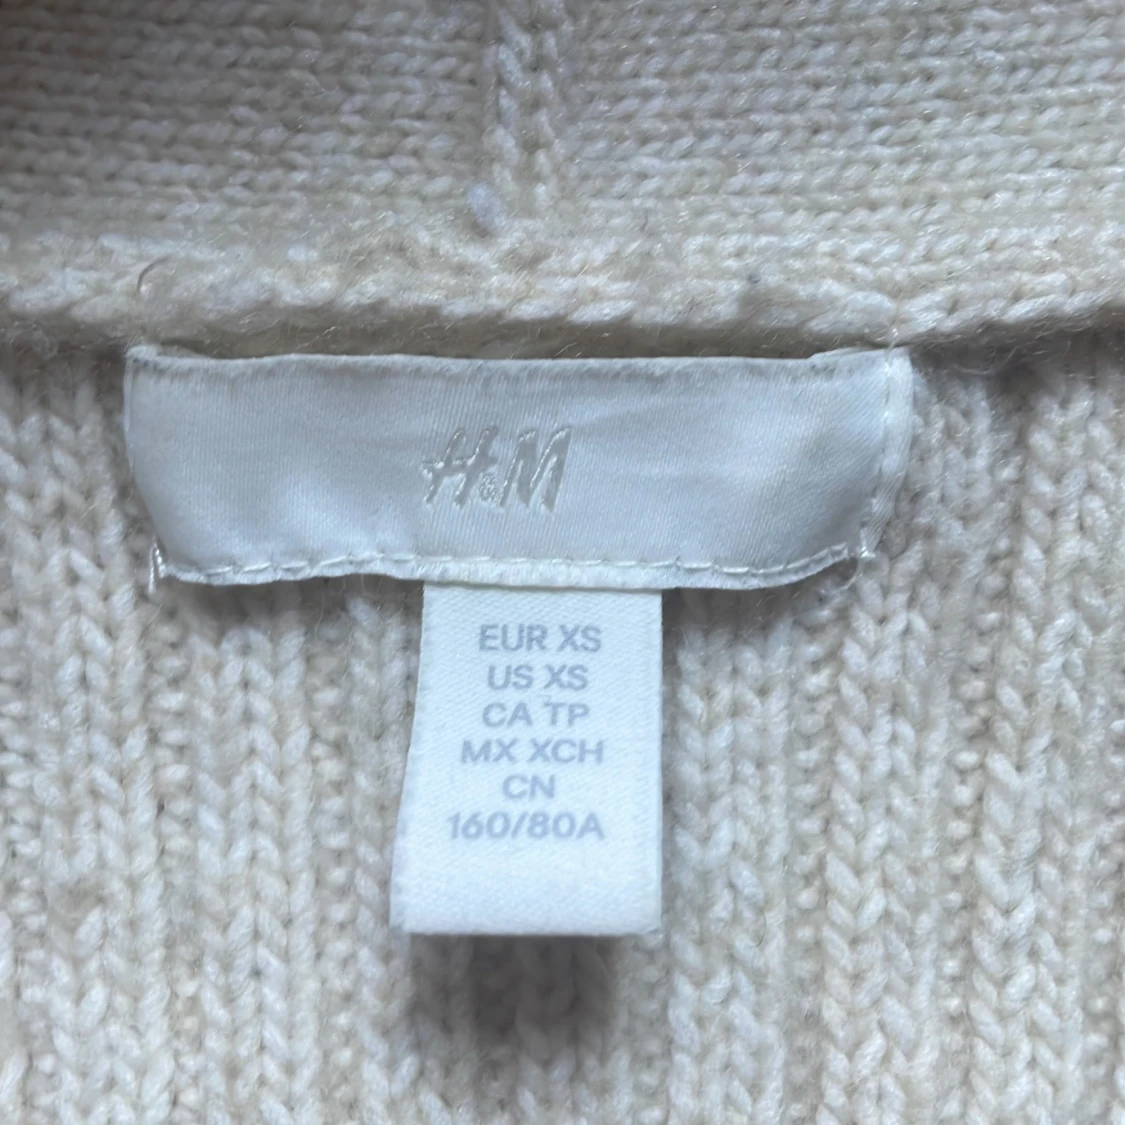 H&M
EUR XS
US XS
CA TP
MX XCH
CN
160/80A